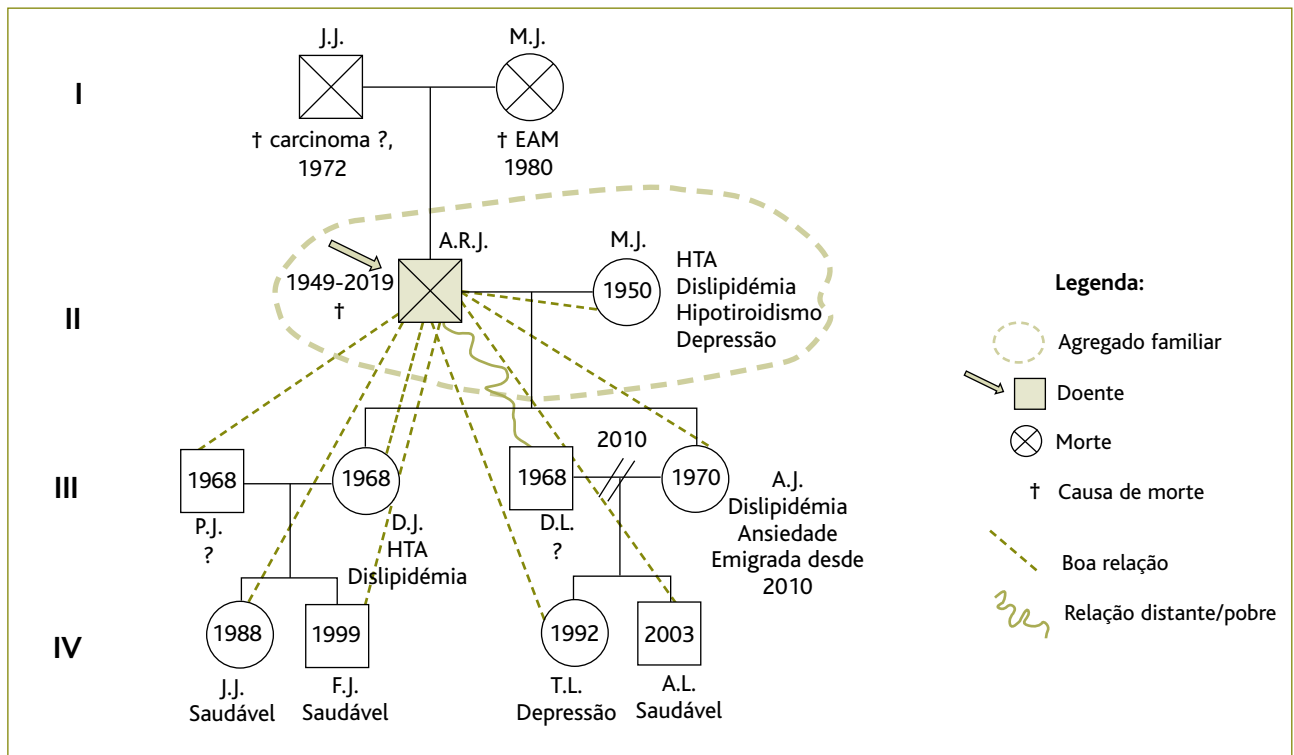 J.J.
M.J.
I
† carcinoma ?,
1972
† EAM
1980
A.R.J.
M.J.
1949-2019
†
1950
HTA
Dislipidémia
Hipotiroidismo
Depressão
II
2010
III
1968
1968
1968
1970
P.J.
?
D.J.
HTA
Dislipidémia
D.L.
?
A.J.
Dislipidémia
Ansiedade
Emigrada desde
2010
IV
1988
1999
1992
2003
J.J.
Saudável
F.J.
Saudável
T.L.
Depressão
A.L.
Saudável
Legenda:
Agregado familiar
Doente
Morte
† Causa de morte
Boa relação
Relação distante/pobre